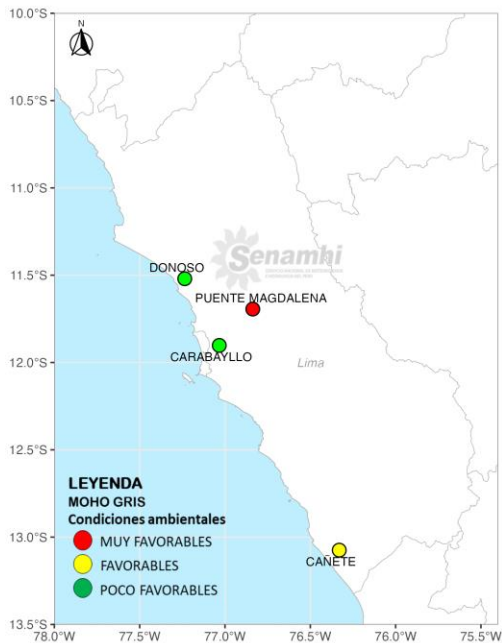 10.0°S
N
10.5°S
11.0°S
Senamhi
11.5°S
DONOSO
PUENTE MAGDALENA
12.0°S
CARABAYLLO
Lima
12.5°S
LEYENDA
MOHO GRIS
Condiciones ambientales
MUY FAVORABLES
FAVORABLES
POCO FAVORABLES
13.0°S
CAÑETE
13.5°S
78.0°W
77.5°W
77.0°W
76.5°W
76.0°W
75.5°W